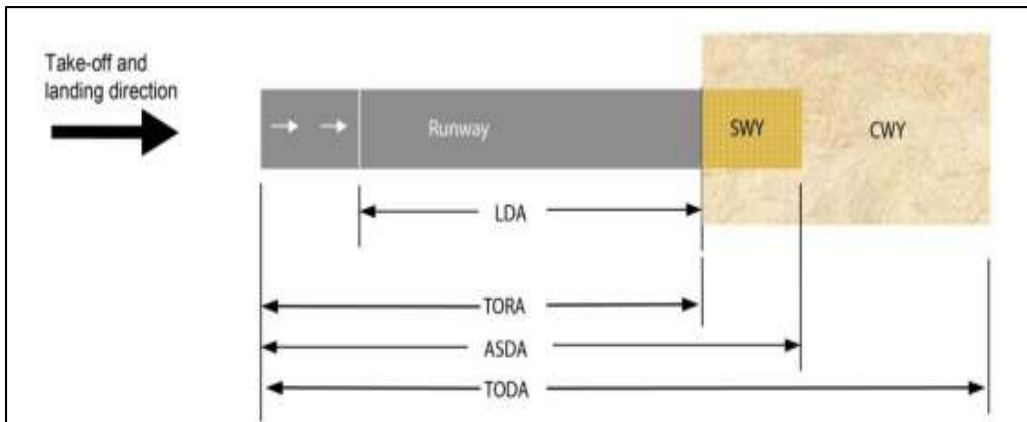 Take-off and
landing direction
Runway
SWY
CWY
LDA
TORA
ASDA
TODA